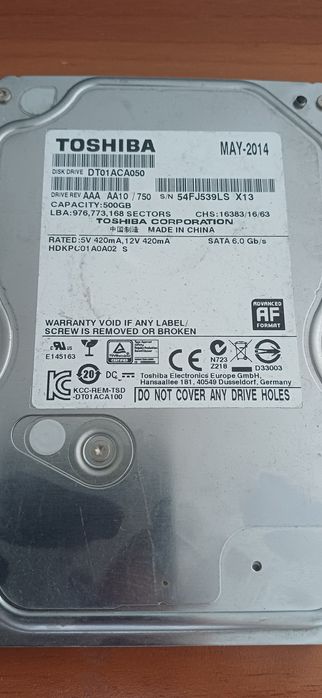 TOSHIBA MAY-2014
DISK DRIVE DT01ACA050
DRIVE REV AAA AA10 / 750 S/N 54FJ539LS X13
CAPACITY:500GB
LBA:976,773,168 SECTORS CHS:16383/16/63
TOSHIBA CORPORATION
中国制造 MADE IN CHINA
RATED:5V 420mA,12V 420mA SATA 6.0 Gb/s
HDKPC01A0A02 S
ADVANCED
AF
FORMAT
WARRANTY VOID IF ANY LABEL/
SCREW IS REMOVED OR BROKEN
E145163
N723
Z218
D33003
20 DC
Toshiba Electronics Europe GmbH,
Hansaallee 181, 40549 Dusseldorf, Germany
KCC-REM-TSD
-DT01ACA100
DO NOT COVER ANY DRIVE HOLES